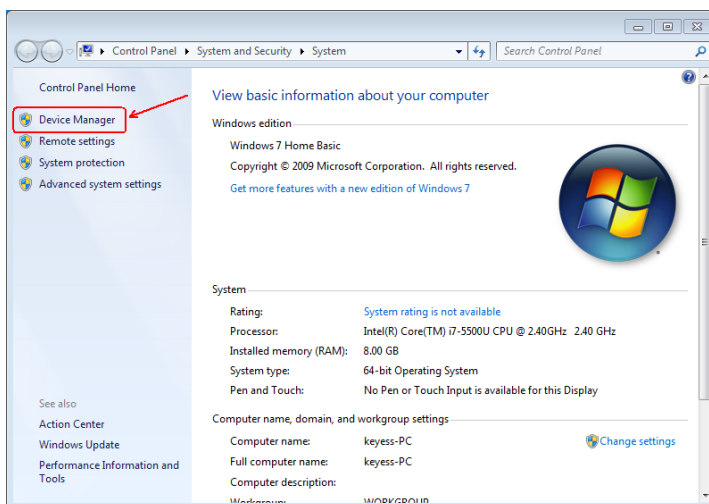 Control Panel ▸ System and Security ▸ System
Search Control Panel
Control Panel Home
Device Manager
Remote settings
System protection
Advanced system settings
See also
Action Center
Windows Update
Performance Information and
Tools
View basic information about your computer
Windows edition
Windows 7 Home Basic
Copyright © 2009 Microsoft Corporation. All rights reserved.
Get more features with a new edition of Windows 7
System
Rating: System rating is not available
Processor: Intel(R) Core(TM) i7-5500U CPU @ 2.40GHz 2.40 GHz
Installed memory (RAM): 8.00 GB
System type: 64-bit Operating System
Pen and Touch: No Pen or Touch Input is available for this Display
Computer name, domain, and workgroup settings
Computer name: keyess-PC Change settings
Full computer name: keyess-PC
Computer description:
Workgroup: WORKGROUP